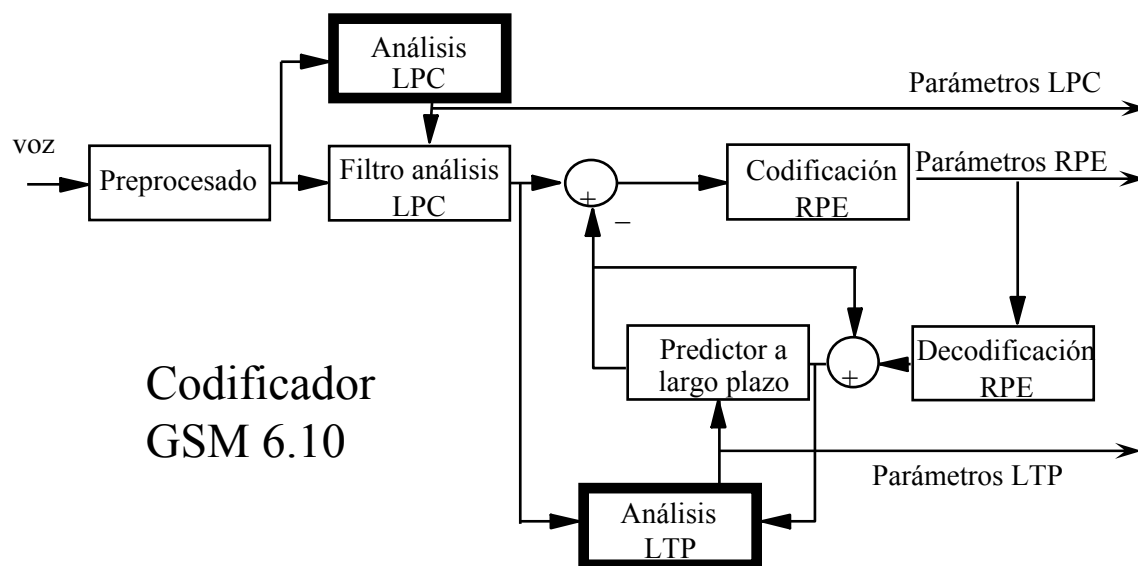 Análisis
LPC
Parámetros LPC
voz
Preprocesado
Filtro análisis
LPC
+
−
Codificación
RPE
Parámetros RPE
Predictor a
largo plazo
+
Decodificación
RPE
Codificador
GSM 6.10
Parámetros LTP
Análisis
LTP